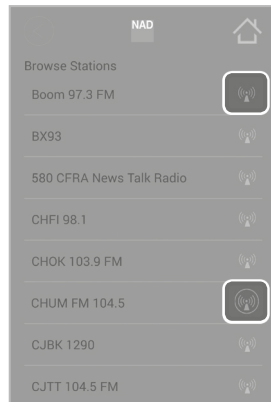 NAD
Browse Stations
Boom 97.3 FM
BX93
580 CFRA News Talk Radio
CHFI 98.1
CHOK 103.9 FM
CHUM FM 104.5
CJBK 1290
CJTT 104.5 FM